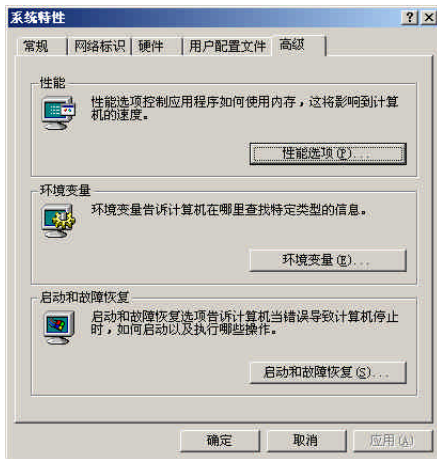 系统特性
常规 网络标识 硬件 用户配置文件 高级
性能
性能选项控制应用程序如何使用内存，这将影响到计算
机的速度。
性能选项(P)...
环境变量
环境变量告诉计算机在哪里查找特定类型的信息。
环境变量(E)...
启动和故障恢复
启动和故障恢复选项告诉计算机当错误导致计算机停止
时，如何启动以及执行哪些操作。
启动和故障恢复(S)...
确定 取消 应用(A)